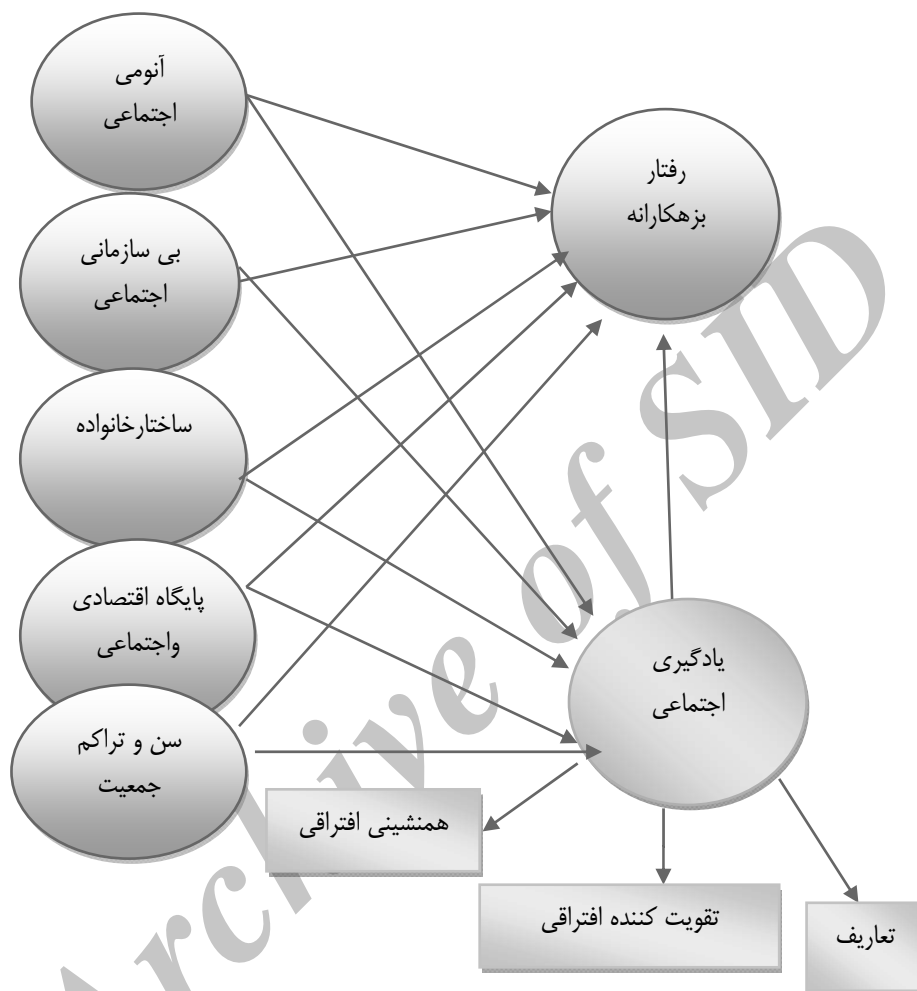 آنومی
اجتماعی
رفتار
بزهکارانه
بی سازمانی
اجتماعی
ساختارخانواده
پایگاه اقتصادی
واجتماعی
یادگیری
اجتماعی
سن و تراکم
جمعیت
همنشینی افتراقی
تقویت کننده افتراقی
تعاریف
Archive of SID